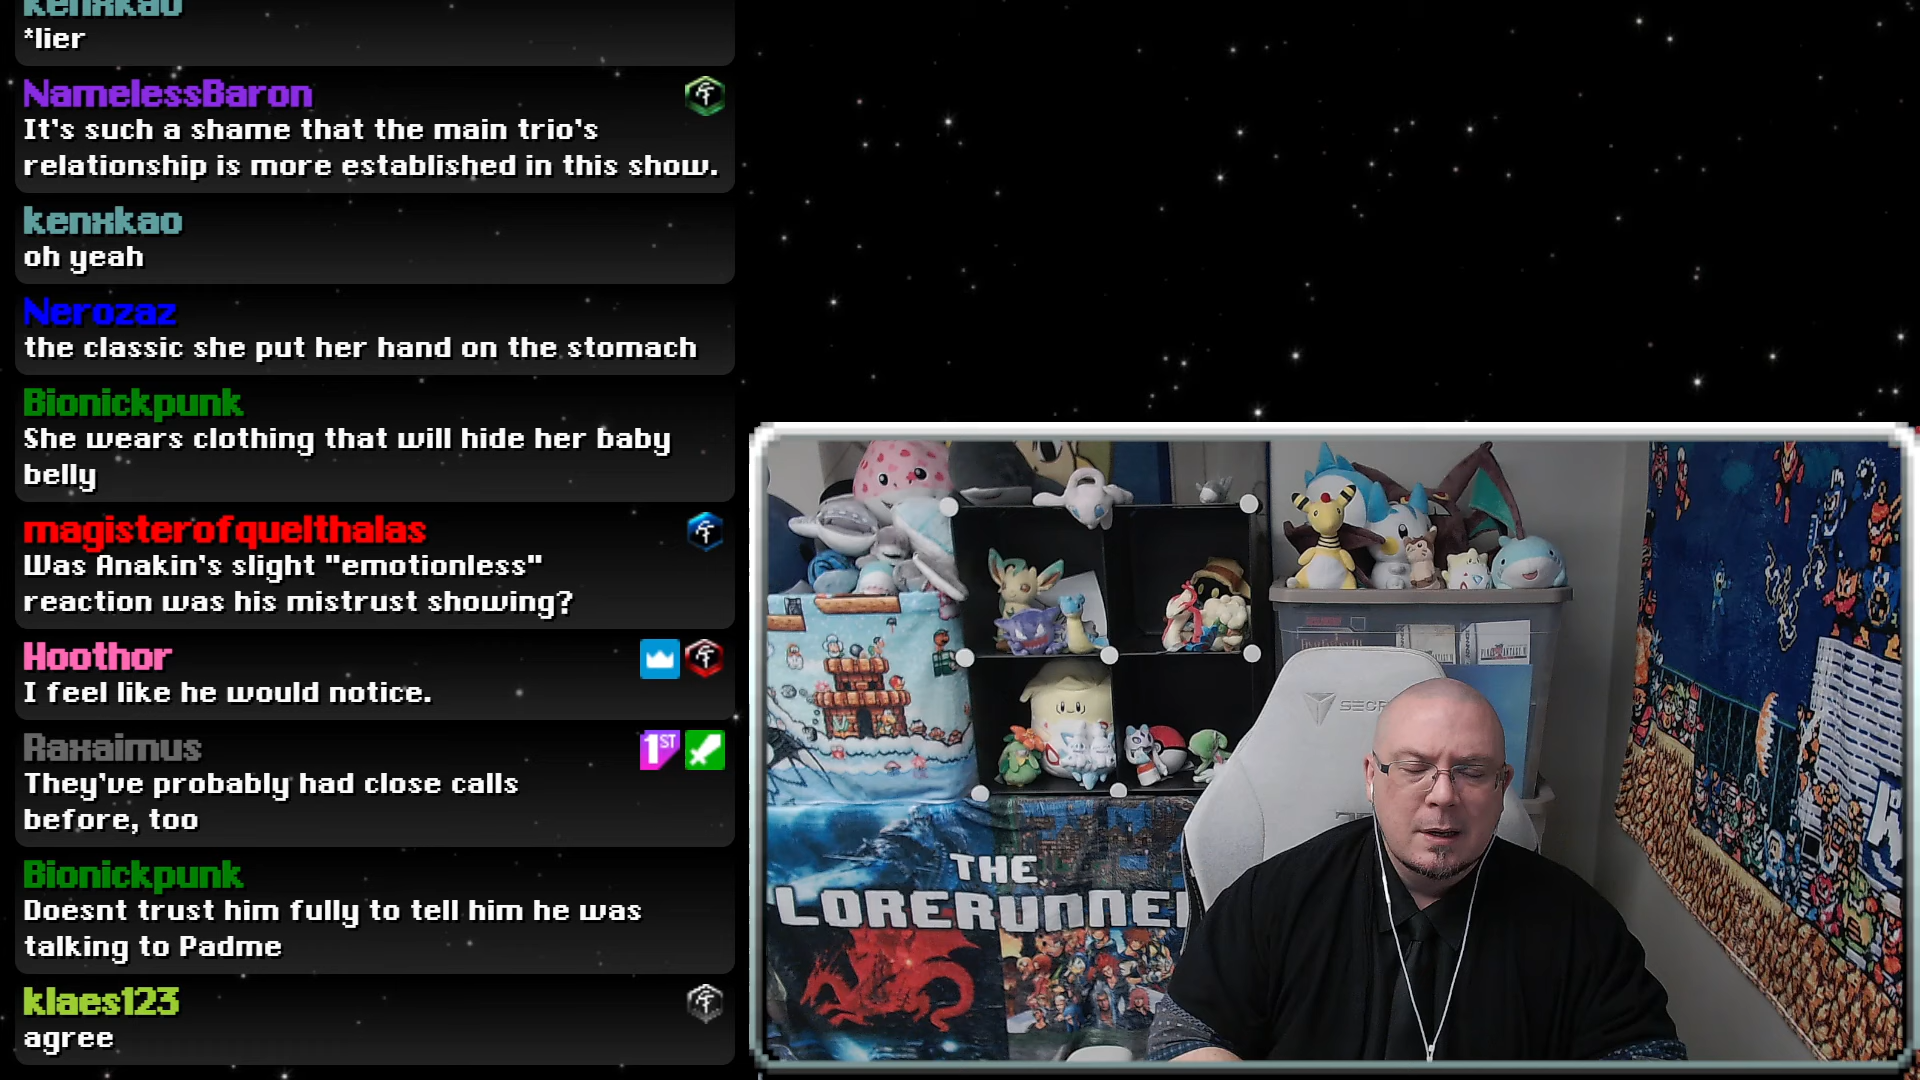 kenxkao
*lier
NamelessBaron
It's such a shame that the main trio's
relationship is more established in this show.
kenxkao
oh yeah
Nerozaz
the classic she put her hand on the stomach
Bionickpunk
She wears clothing that will hide her baby
belly
magisterofquelthalas
Was Anakin's slight "emotionless"
reaction was his mistrust showing?
Hoothor
I feel like he would notice.
Raxaimus
1ST
They've probably had close calls
before, too
Bionickpunk
Doesnt trust him fully to tell him he was
talking to Padme
klaes123
agree
THE
LORERUNNE